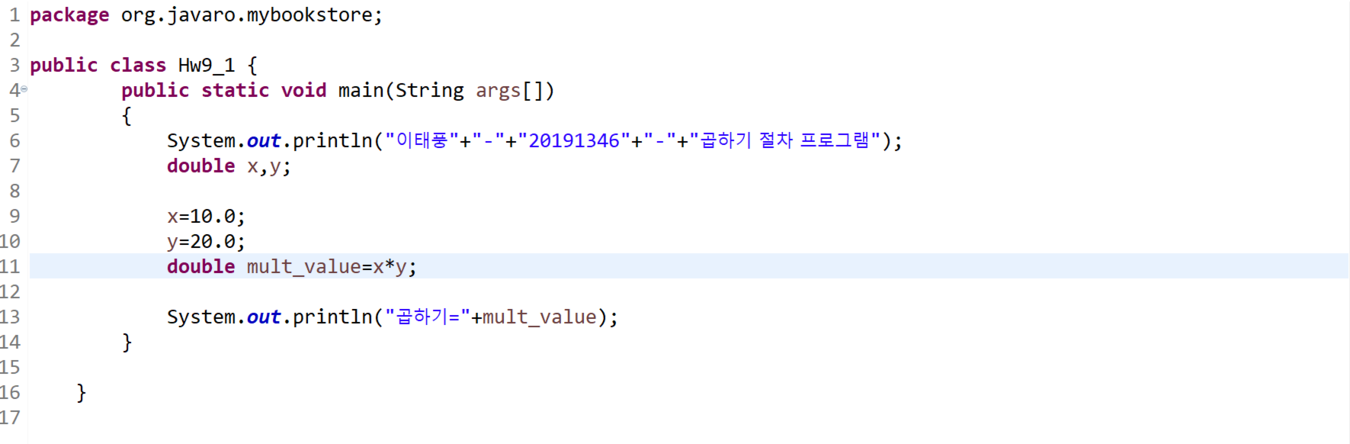 1 package org.javaro.mybookstore;
2
3 public class Hw9_1 {
4 public static void main(String args[])
5 {
6 System.out.println("이태풍"+"-"+"20191346"+"-"+"곱하기 절차 프로그램");
7 double x,y;
8
9 x=10.0;
10 y=20.0;
11 double mult_value=x*y;
12
13 System.out.println("곱하기="+mult_value);
14 }
15
16 }
17